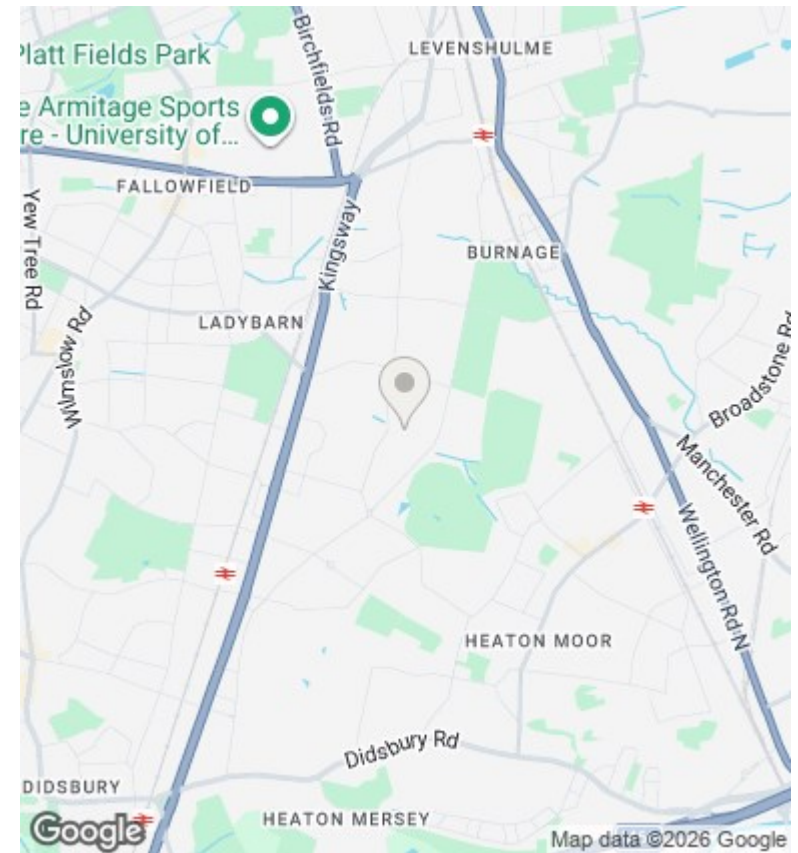 Platt Fields Park
e Armitage Sports
re - University of...
Birchfields Rd
LEVENSHULME
FALLOWFIELD
Yew Tree Rd
Kingsway
BURNAGE
LADYBARN
Wilmslow Rd
Broadstone Rd
Manchester Rd
Wellington Rd N
HEATON MOOR
Didsbury Rd
DIDSBURY
HEATON MERSEY
Google
Map data ©2026 Google